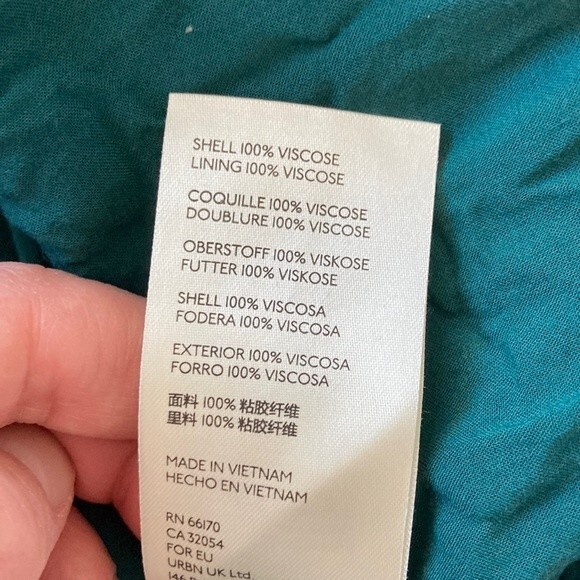 SHELL 100% VISCOSE
LINING 100% VISCOSE
COQUILLE 100% VISCOSE
DOUBLURE 100% VISCOSE
OBERSTOFF 100% VISKOSE
FUTTER 100% VISKOSE
SHELL 100% VISCOSA
FODERA 100% VISCOSA
EXTERIOR 100% VISCOSA
FORRO 100% VISCOSA
面料 100% 粘胶纤维
里料 100% 粘胶纤维
MADE IN VIETNAM
HECHO EN VIETNAM
RN 66170
CA 32054
FOR EU
URBN UK Ltd